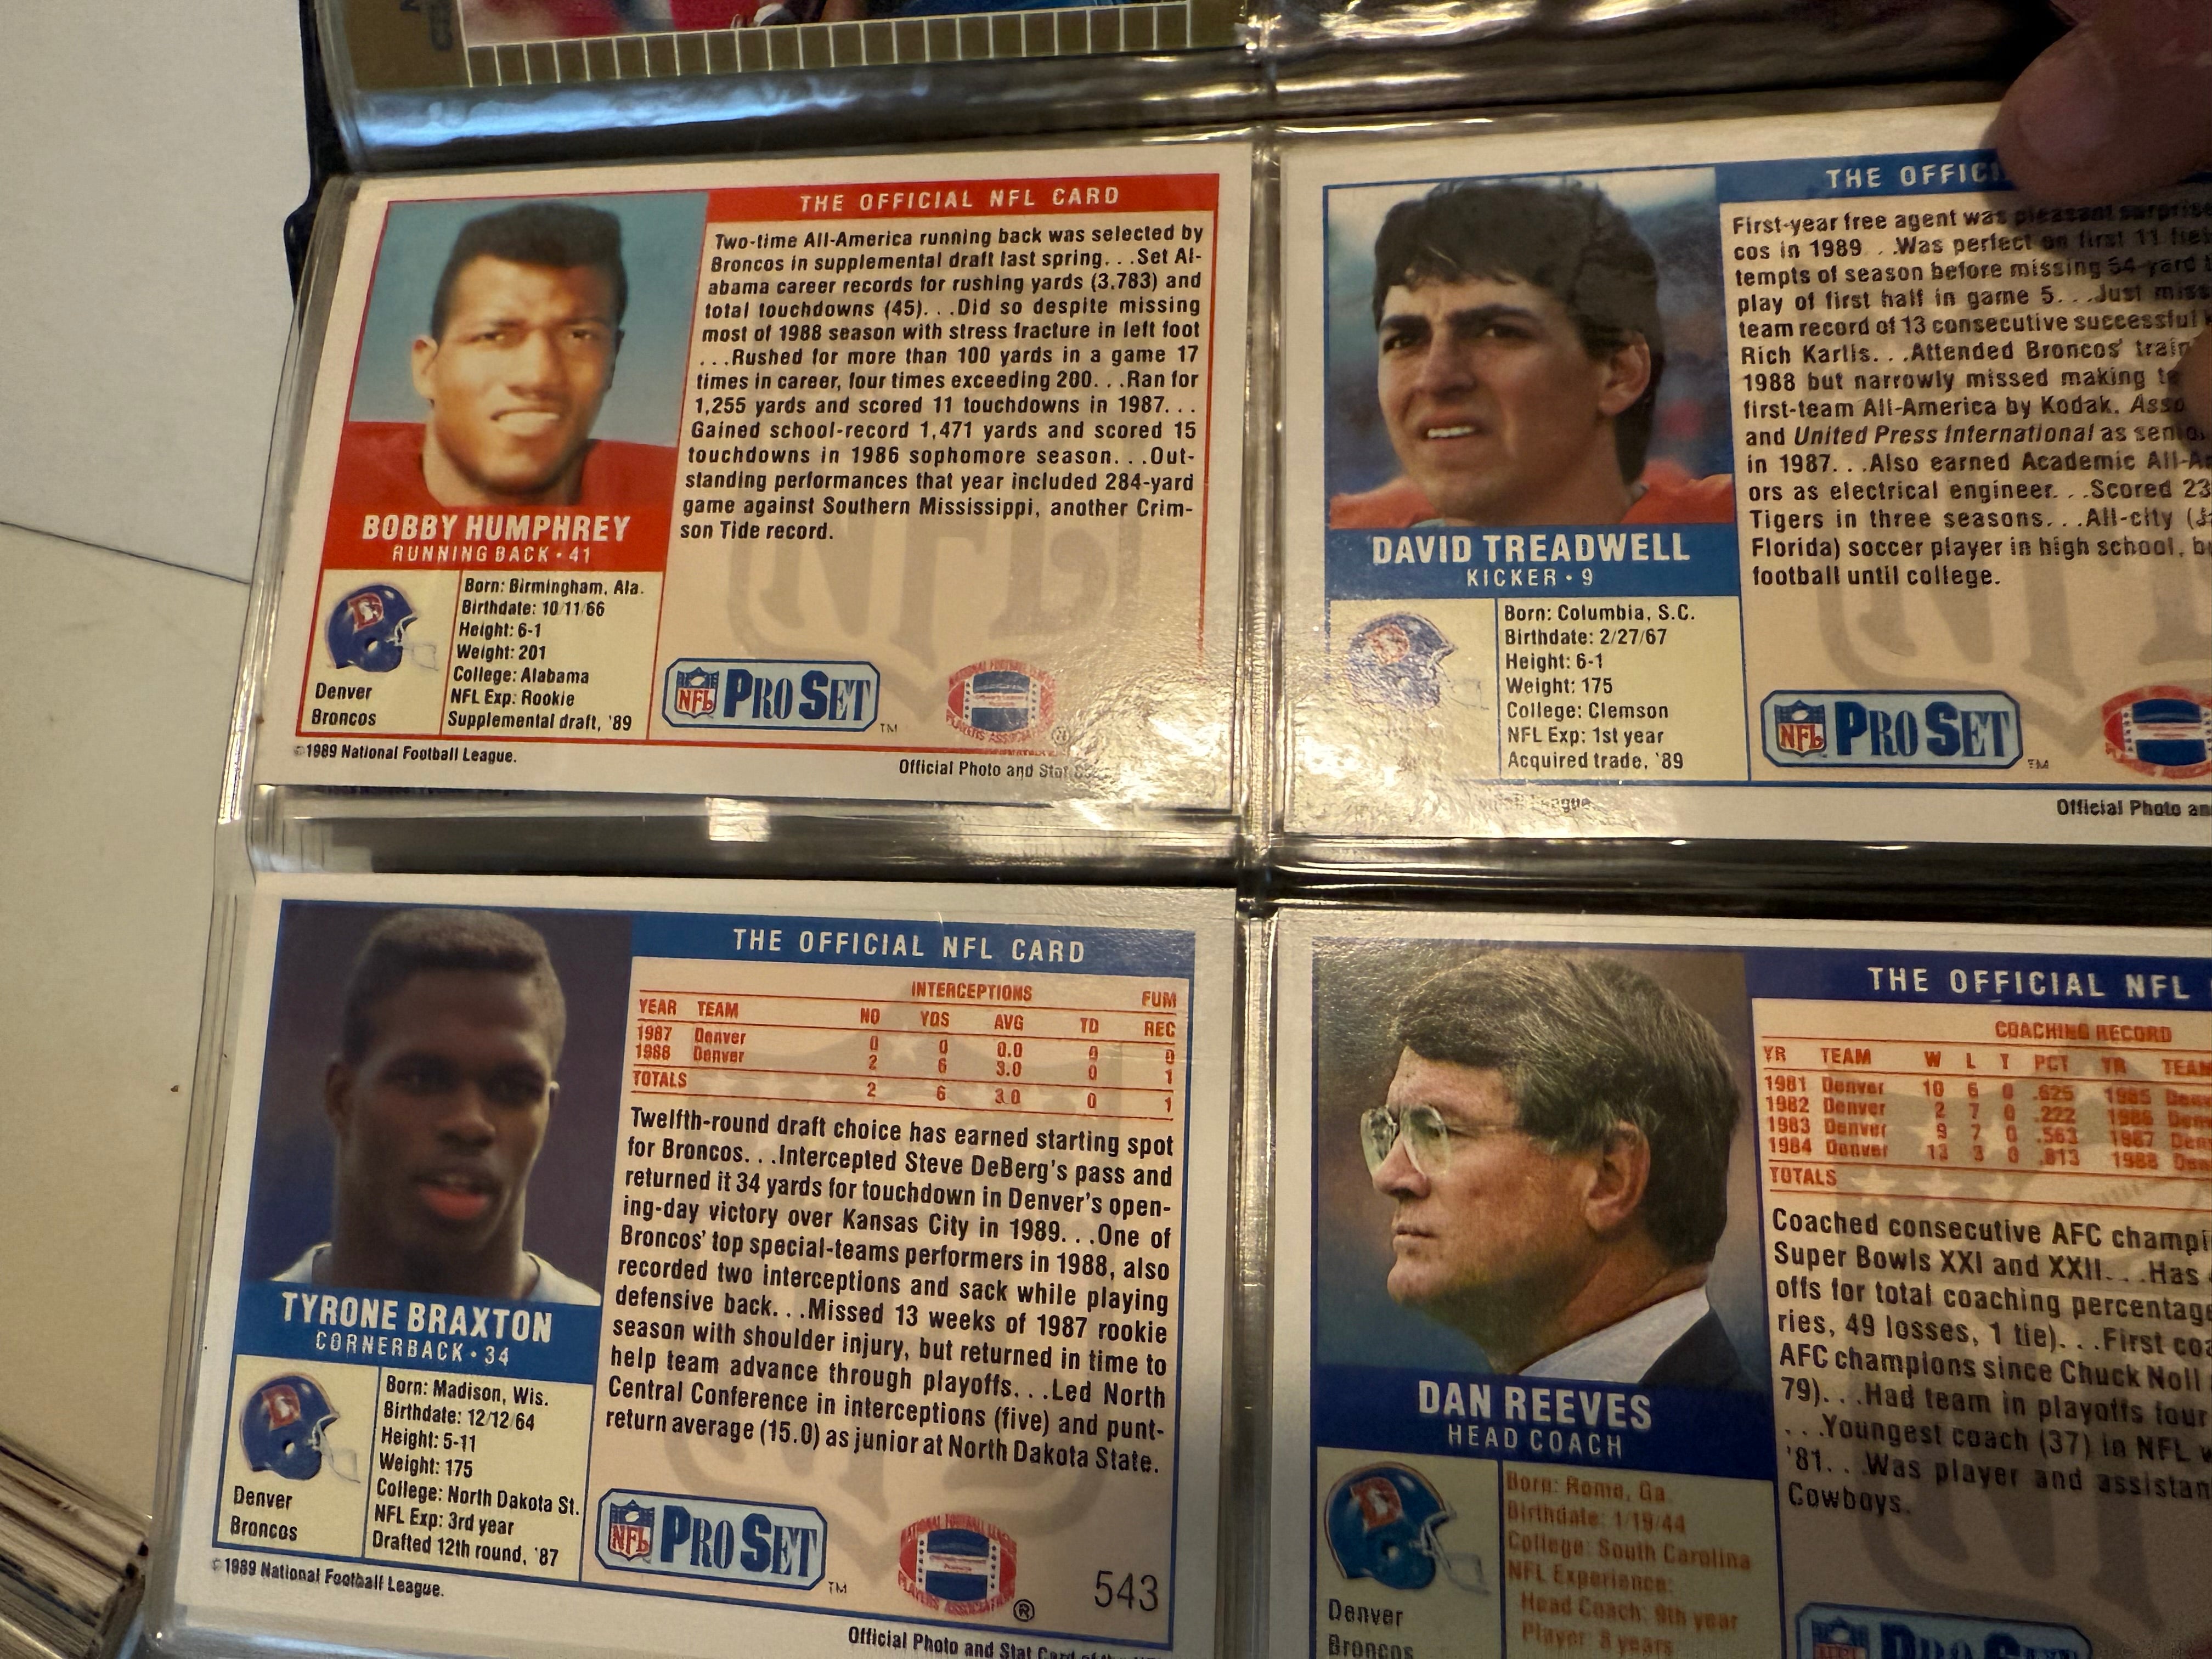 THE OFFICIAL NFL CARD
Two-time All-America running back was selected by
Broncos in supplemental draft last spring. . .Set Al-
abama career records for rushing yards (3,783) and
total touchdowns (45). . .Did so despite missing
most of 1988 season with stress fracture in left foot
. . .Rushed for more than 100 yards in a game 17
times in career, four times exceeding 200. . .Ran for
1,255 yards and scored 11 touchdowns in 1987. . .
Gained school-record 1,471 yards and scored 15
touchdowns in 1986 sophomore season. . .Out-
standing performances that year included 284-yard
game against Southern Mississippi, another Crim-
son Tide record.
BOBBY HUMPHREY
RUNNING BACK • 41
Denver
Broncos
Born: Birmingham, Ala.
Birthdate: 10/11/66
Height: 6-1
Weight: 201
College: Alabama
NFL Exp: Rookie
Supplemental draft, '89
NFL PRO SET TM
©1989 National Football League.
Official Photo and Stat
THE
First-year free agent was pleasant surprise
cos in 1989. . .Was perfect on first 11
tempts of season before missing 54-yard
play of first half in game 5. . .Just
team record of 13 consecutive successful
Rich Karlis. . .Attended Broncos'
1988 but narrowly missed making
first-team All-America by Kodak,
and United Press International as
in 1987. . .Also earned Academic
ors as electrical engineer. . .Scored
Tigers in three seasons. . .All-city
Florida) soccer player in high school,
football until college.
DAVID TREADWELL
KICKER • 9
Born: Columbia, S.C.
Birthdate: 2/27/67
Height: 6-1
Weight: 175
College: Clemson
NFL Exp: 1st year
Acquired trade, '89
NFL PRO SET TM
League.
Official Photo
THE OFFICIAL NFL CARD
INTERCEPTIONS FUM
YEAR TEAM NO YDS AVG TD REC
1987 Denver 0 0 0.0 0 0
1988 Denver 2 6 3.0 0 1
TOTALS 2 6 3.0 0 1
Twelfth-round draft choice has earned starting spot
for Broncos. . .Intercepted Steve DeBerg's pass and
returned it 34 yards for touchdown in Denver's open-
ing-day victory over Kansas City in 1989. . .One of
Broncos' top special-teams performers in 1988, also
recorded two interceptions and sack while playing
defensive back. . .Missed 13 weeks of 1987 rookie
season with shoulder injury, but returned in time to
help team advance through playoffs. . .Led North
Central Conference in interceptions (five) and punt-
return average (15.0) as junior at North Dakota State.
TYRONE BRAXTON
CORNERBACK • 34
Denver
Broncos
Born: Madison, Wis.
Birthdate: 12/12/64
Height: 5-11
Weight: 175
College: North Dakota St.
NFL Exp: 3rd year
Drafted 12th round, '87
NFL PRO SET TM
® 543
©1989 National Football League.
Official Photo and Stat Card of the
THE OFFICIAL NFL
COACHING RECORD
YR TEAM W L T PCT YR TEAM
1981 Denver 10 6 0 .625 1985
1982 Denver 2 7 0 .222 1986
1983 Denver 9 7 0 .563 1987
1984 Denver 13 3 0 .813 1988
TOTALS
Coached consecutive AFC
Super Bowls XXI and XXII. . .Has
offs for total coaching percentage
ries, 49 losses, 1 tie). . .First
AFC champions since Chuck Noll
79). . .Had team in playoffs four
. . .Youngest coach (37) in NFL
'81. . .Was player and
Cowboys.
DAN REEVES
HEAD COACH
Denver
Broncos
Born: Rome, Ga.
Birthdate: 1/19/44
College: South Carolina
NFL Experience:
Head Coach: 9th year
Player: 8 years
PRO SET